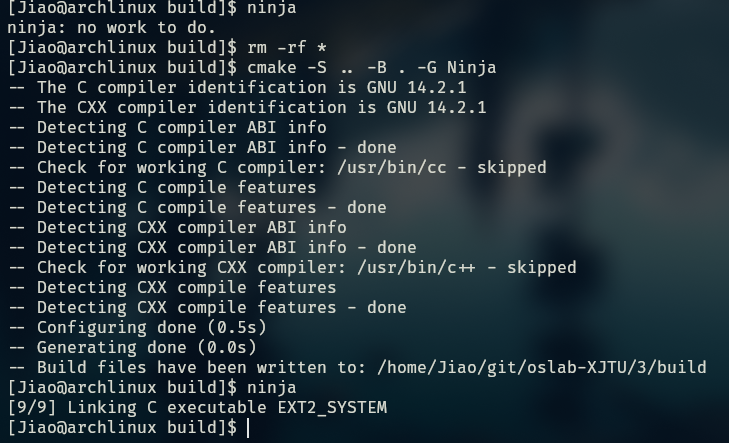 [Jiao@archlinux build]$ ninja
ninja: no work to do.
[Jiao@archlinux build]$ rm -rf *
[Jiao@archlinux build]$ cmake -S .. -B . -G Ninja
-- The C compiler identification is GNU 14.2.1
-- The CXX compiler identification is GNU 14.2.1
-- Detecting C compiler ABI info
-- Detecting C compiler ABI info - done
-- Check for working C compiler: /usr/bin/cc - skipped
-- Detecting C compile features
-- Detecting C compile features - done
-- Detecting CXX compiler ABI info
-- Detecting CXX compiler ABI info - done
-- Check for working CXX compiler: /usr/bin/c++ - skipped
-- Detecting CXX compile features
-- Detecting CXX compile features - done
-- Configuring done (0.5s)
-- Generating done (0.0s)
-- Build files have been written to: /home/Jiao/git/oslab-XJTU/3/build
[Jiao@archlinux build]$ ninja
[9/9] Linking C executable EXT2_SYSTEM
[Jiao@archlinux build]$